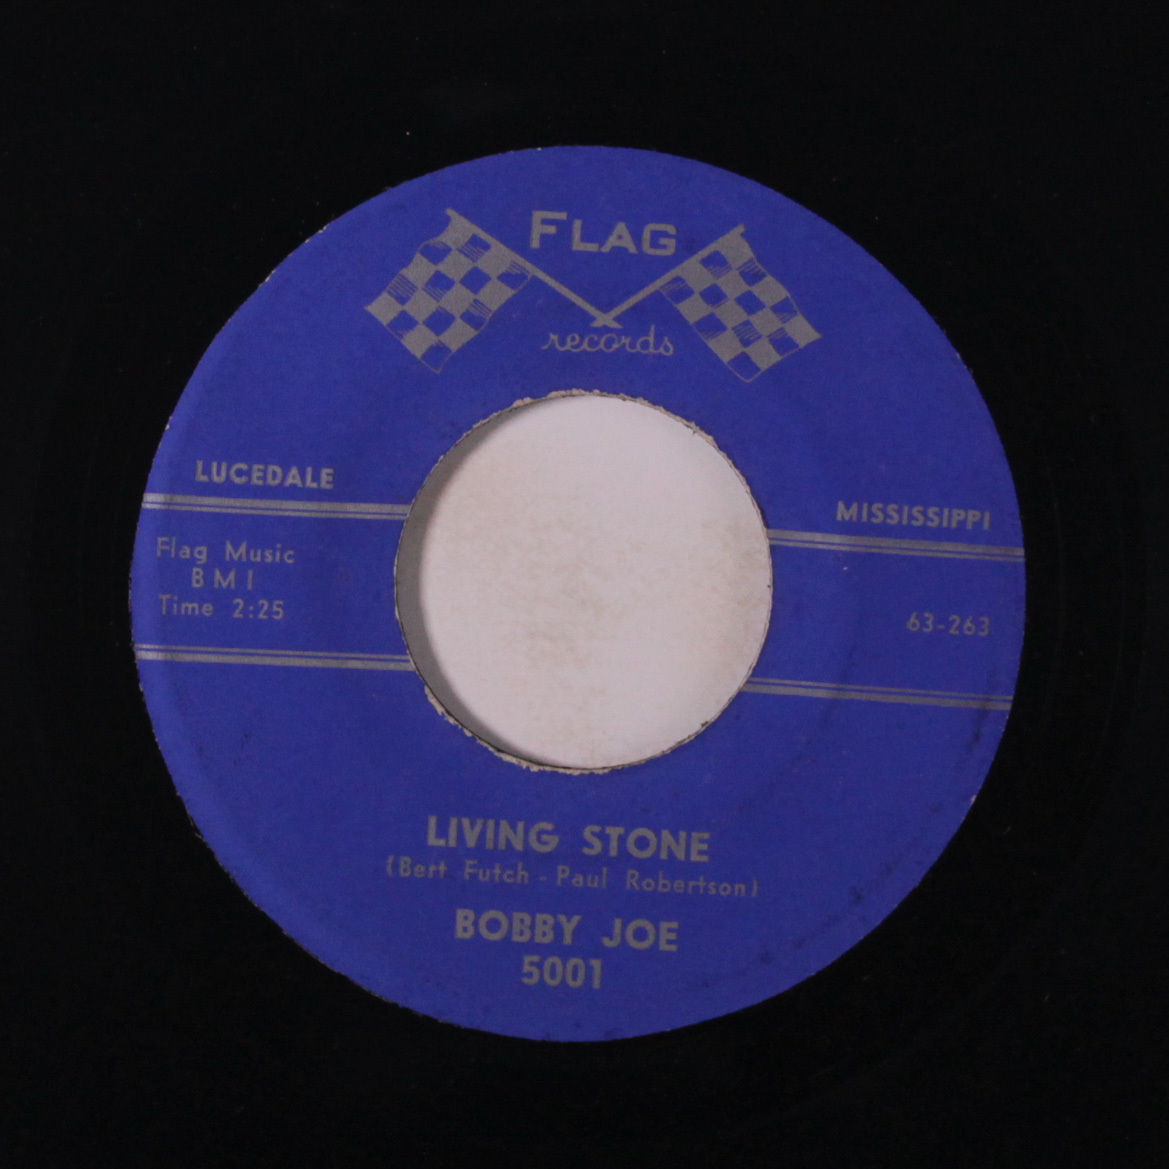 FLAG
records
LUCEDALE
MISSISSIPPI
Flag Music
BMI
Time 2:25
63-263
LIVING STONE
(Bert Futch - Paul Robertson)
BOBBY JOE
5001